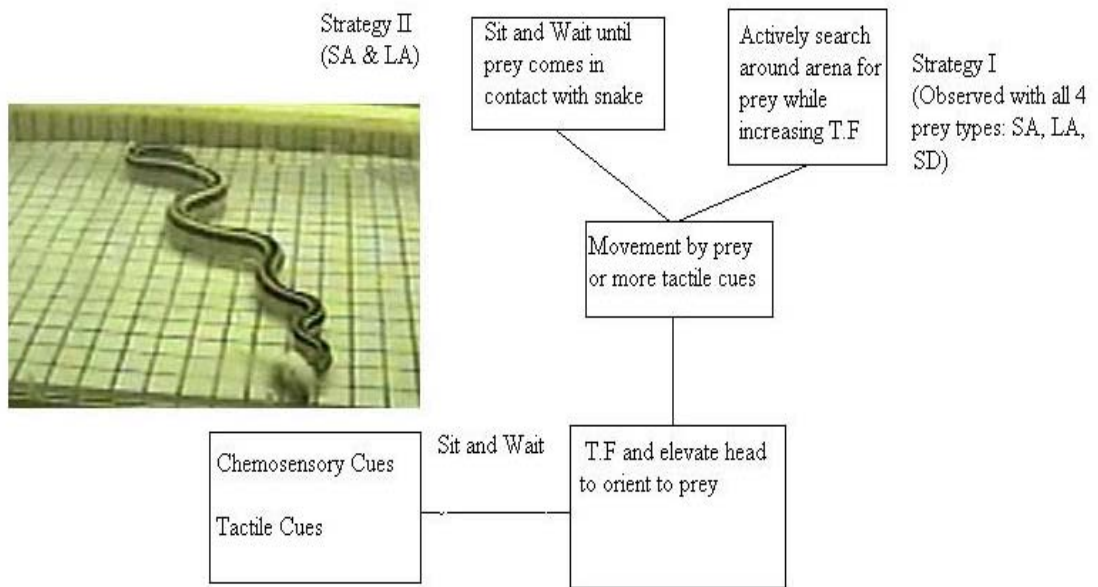 Strategy II
(SA & LA)
Sit and Wait until
prey comes in
contact with snake
Actively search
around arena for
prey while
increasing T.F
Strategy I
(Observed with all 4
prey types: SA, LA,
SD)
Movement by prey
or more tactile cues
Chemosensory Cues
Tactile Cues
Sit and Wait
T.F and elevate head
to orient to prey